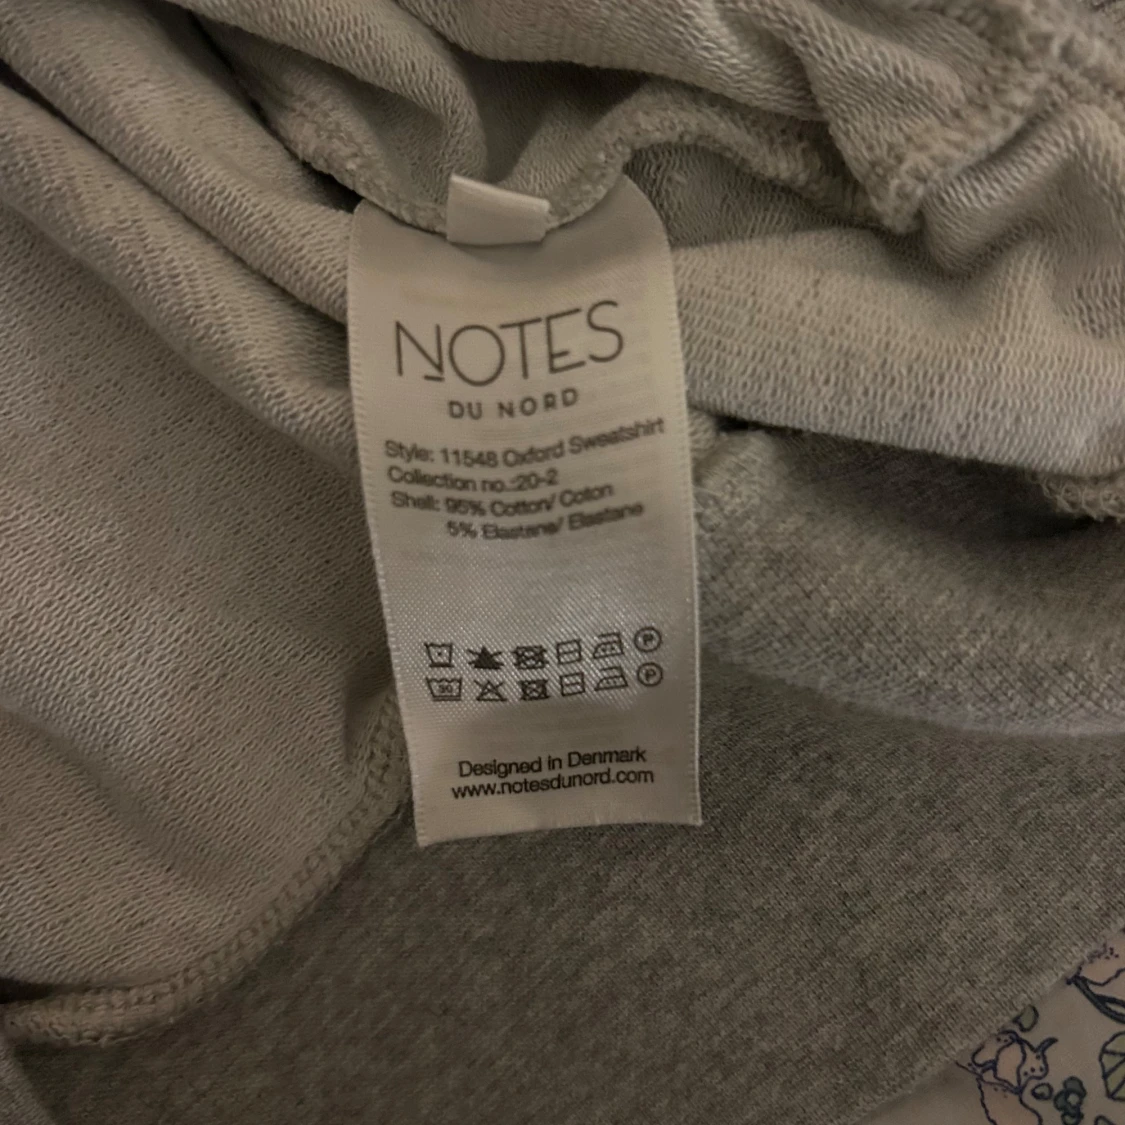 NOTES
DU NORD
Style: 11548 Oxford Sweatshirt
Collection no.:20-2
Shell: 95% Cotton/ Coton
5% Elastane/ Elastane
P
30 P
Designed in Denmark
www.notesdunord.com